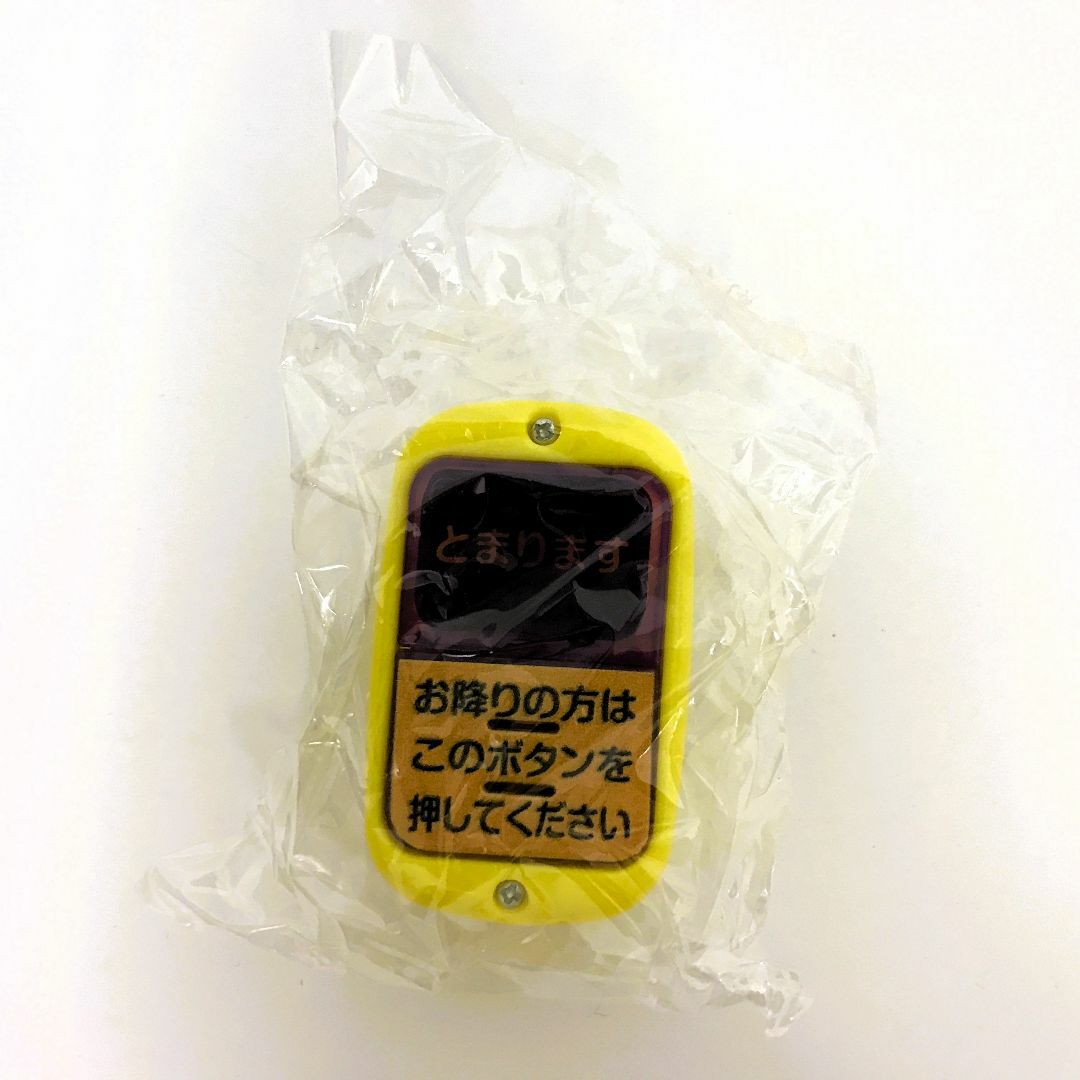 とまります
お降りの方は
このボタンを
押してください